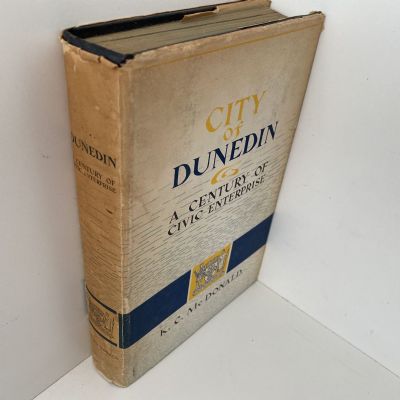 CITY
of
DUNEDIN
A CENTURY OF
CIVIC ENTERPRISE
K. C. McDONALD.
DUNEDIN
A CENTURY OF
CIVIC ENTERPRISE